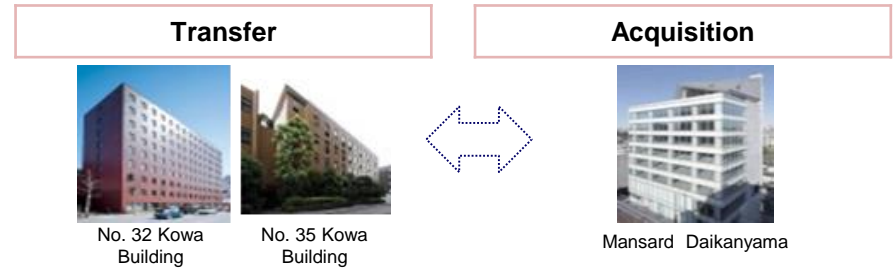 Transfer
Acquisition
No. 32 Kowa
Building
No. 35 Kowa
Building
Mansard Daikanyama